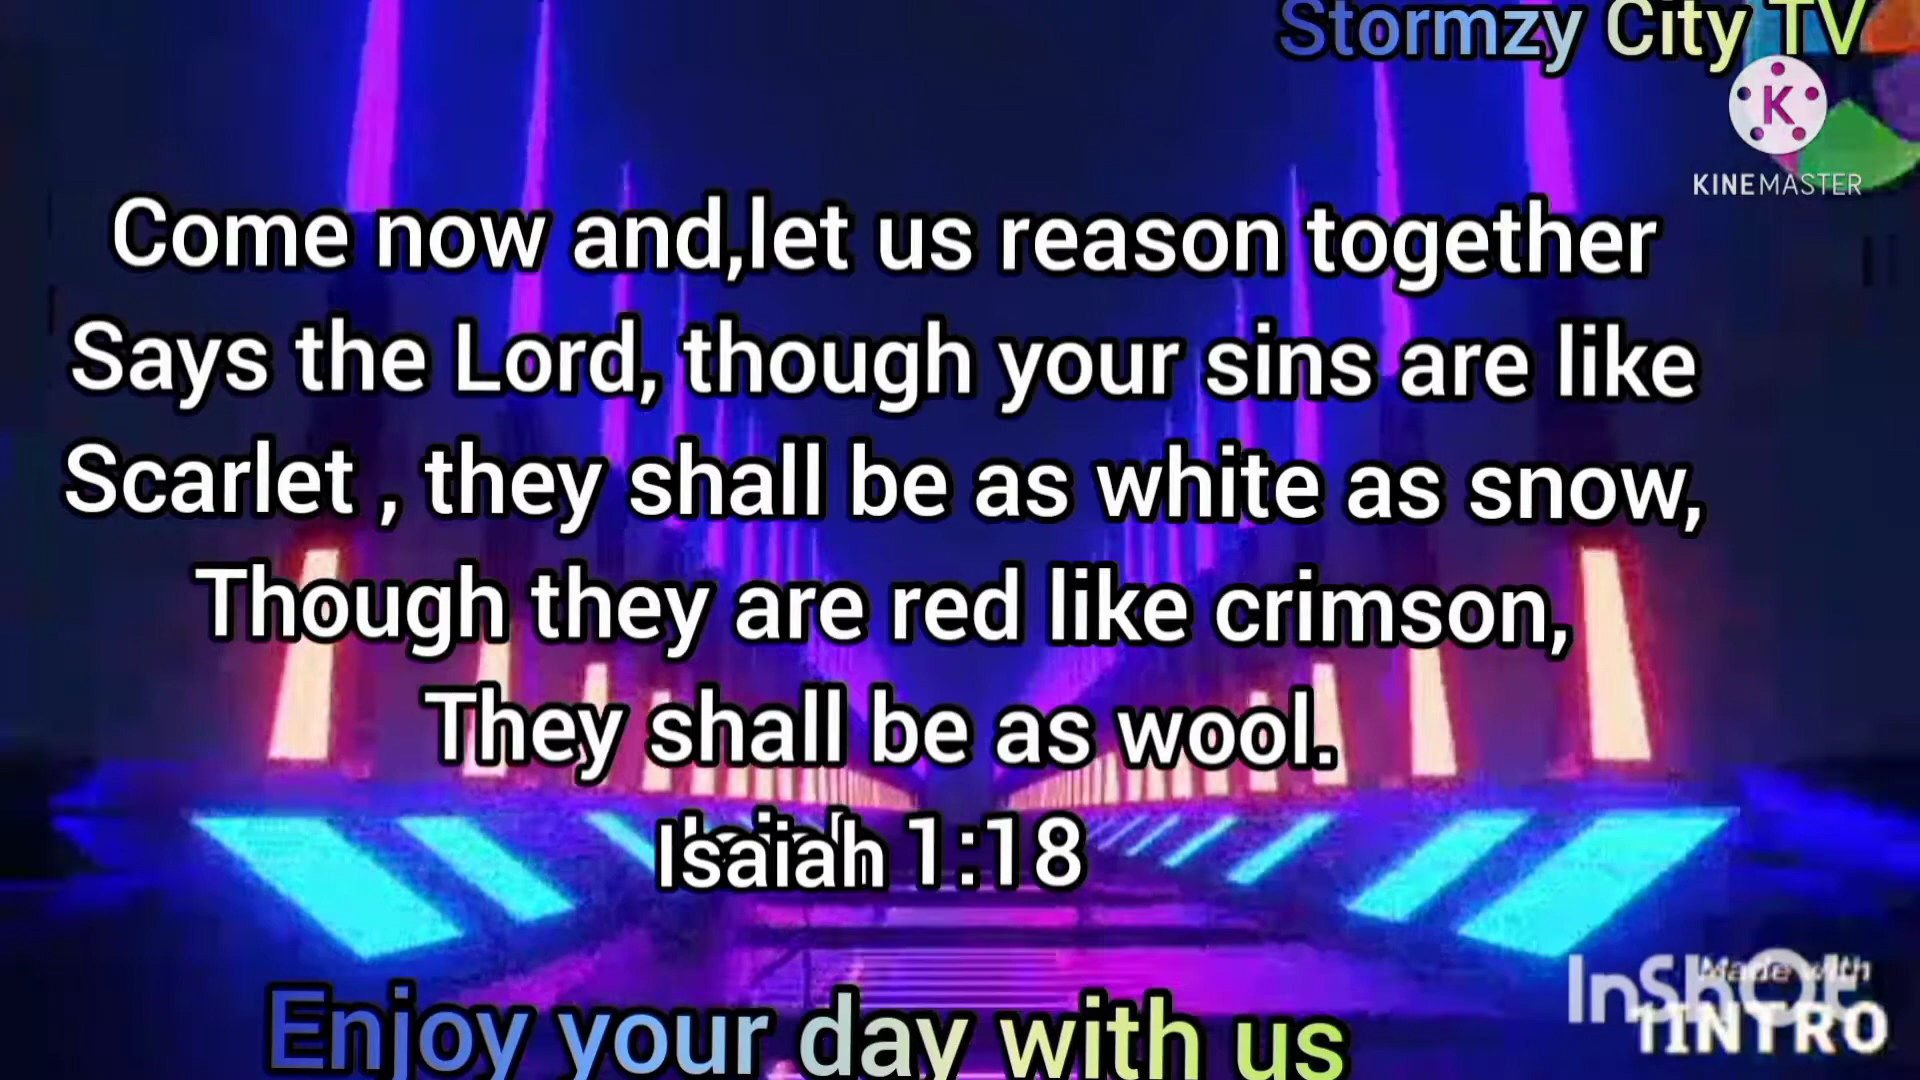 Stormzy City TV
K
KINEMASTER
Come now and,let us reason together
Says the Lord, though your sins are like
Scarlet , they shall be as white as snow,
Though they are red like crimson,
They shall be as wool.
Isaiah 1:18
Enjoy your day with us
Made with
InShOt
1INTRO